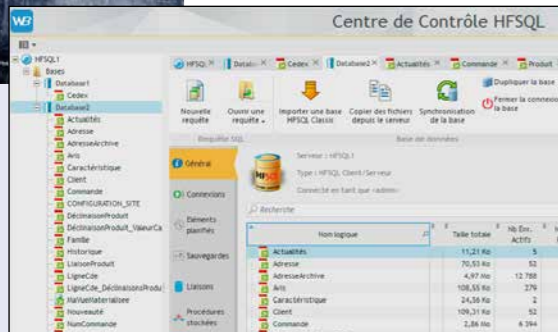 WB
Centre de Contrôle HFSQL
HFSQL1
Bases
Database1
Cedex
Database2
Actualités
Adresse
AdresseArchive
Avis
Caractéristique
Client
Commande
CONFIGURATION_SITE
DéclinaisonProduit
DéclinaisonProduit_ValeurCa
Famille
Historique
LiaisonProduit
LigneCde
LigneCde_DéclinaisonsProdu
MaVueMaterialisee
Nouveauté
NumCommande
HFSQL Database2 Actualités Commande Produit
Cedex
Nouvelle requête
Ouvrir une requête
Importer une base HFSQL Classic
Copier des fichiers depuis le serveur
Synchronisation de la base
Dupliquer la base
Fermer la connexi
la base
Requête SQL
Base de données
Général
Connexions
Eléments planifiés
Sauvegardes
Liaisons
Procédures stockées
Serveur : HFSQL1
Type : HFSQL Client/Serveur
Connecté en tant que <admin>
Recherche
Nom logique Taille totale Nb Enr. Actifs
Actualités 11,21 Ko 5
Adresse 70,53 Ko 52
AdresseArchive 4,97 Mo 12 788
Avis 108,55 Ko 279
Caractéristique 24,56 Ko 2
Client 109,31 Ko 52
Commande 2,86 Mo 6 394